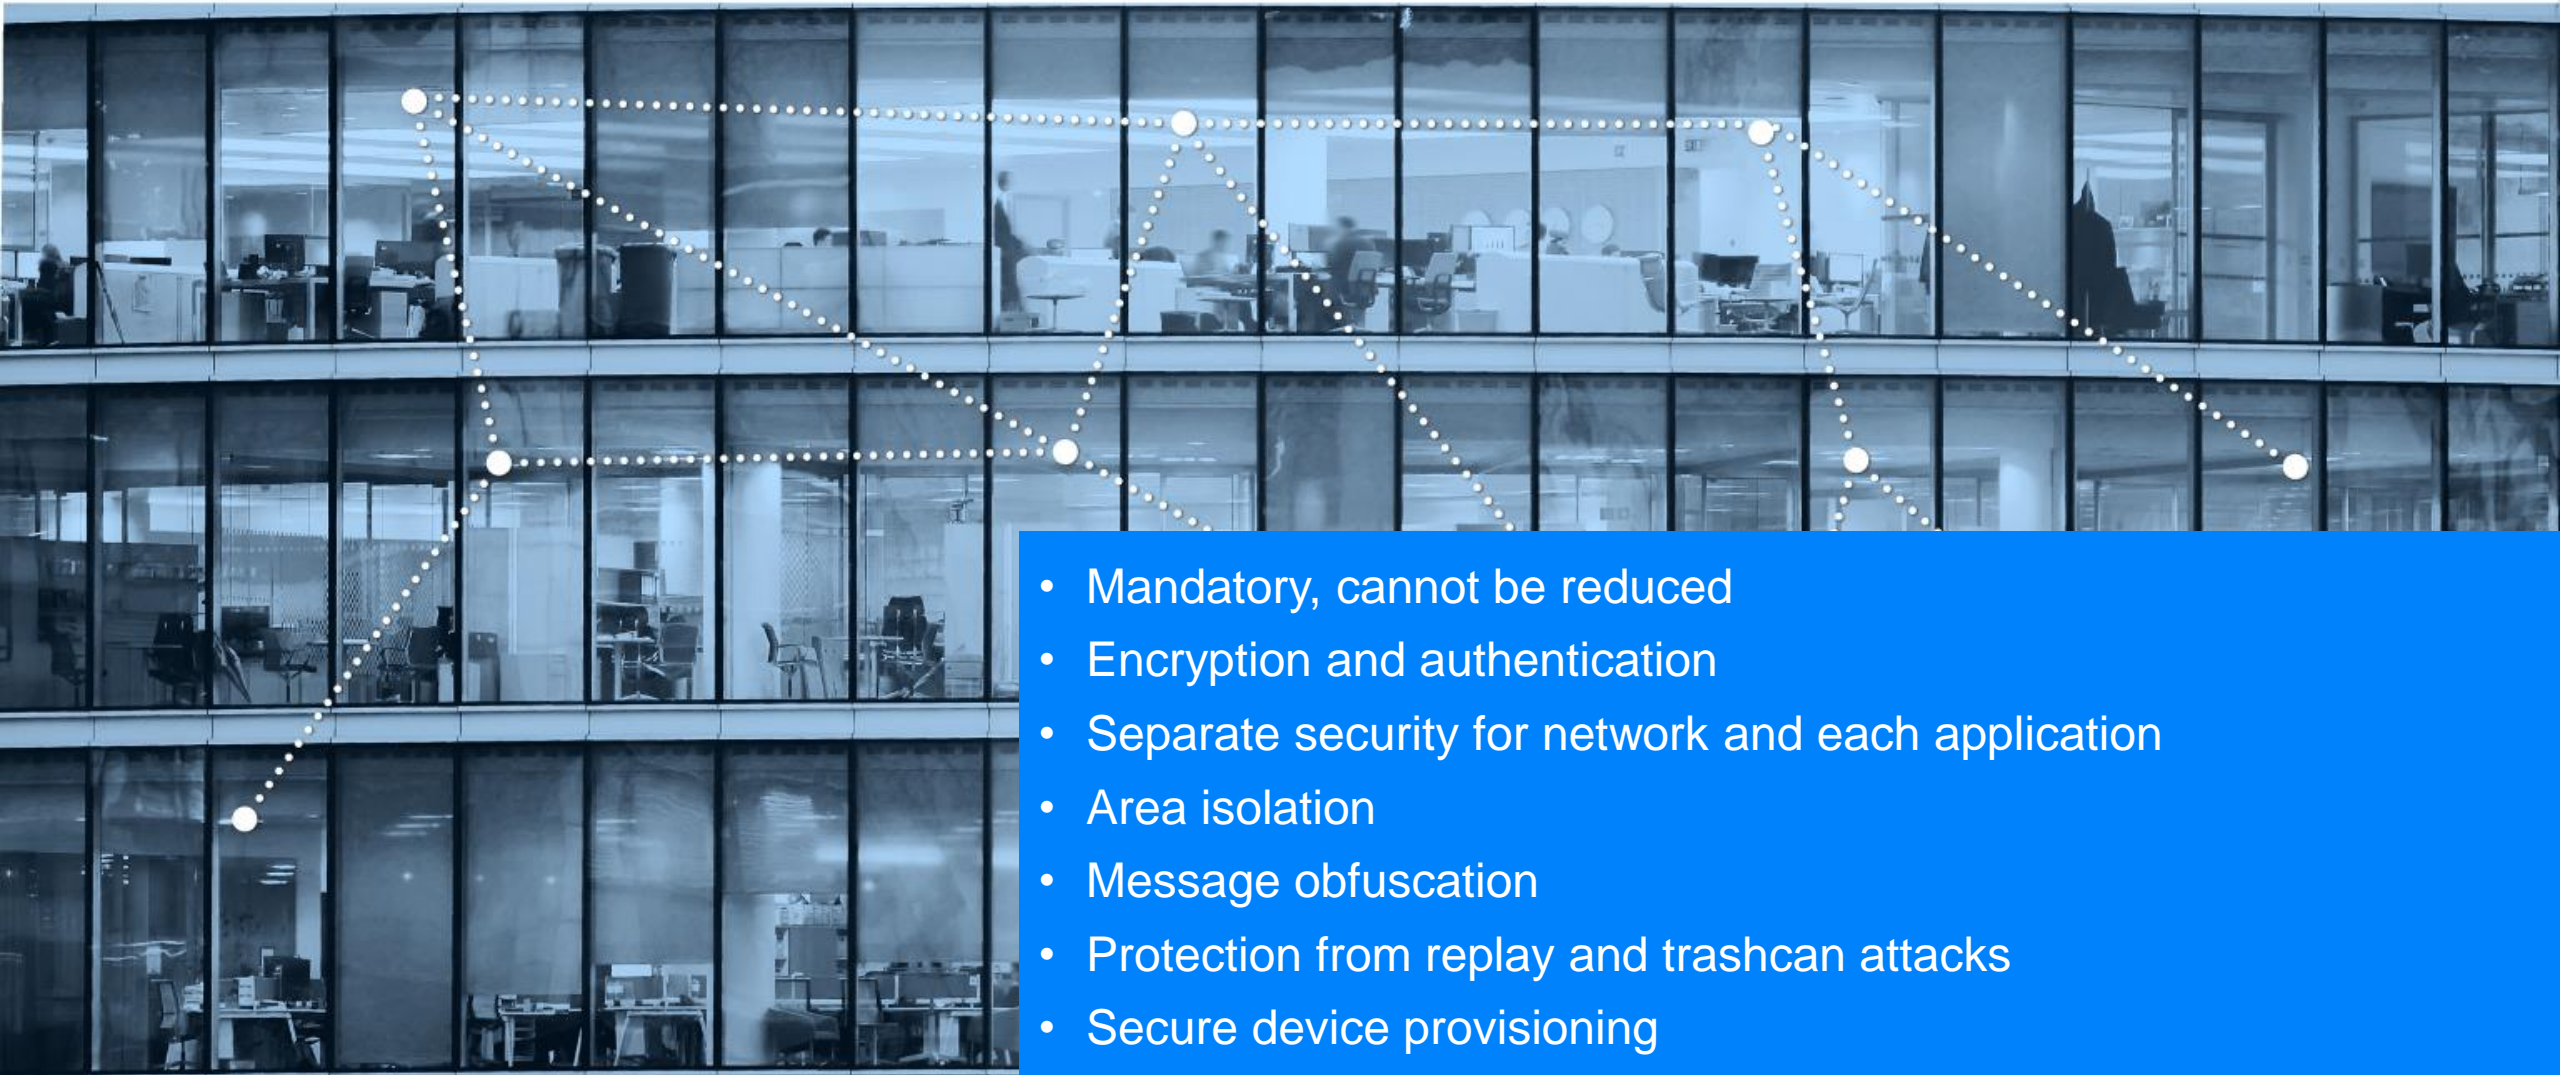 • Mandatory, cannot be reduced
• Encryption and authentication
• Separate security for network and each application
• Area isolation
• Message obfuscation
• Protection from replay and trashcan attacks
• Secure device provisioning